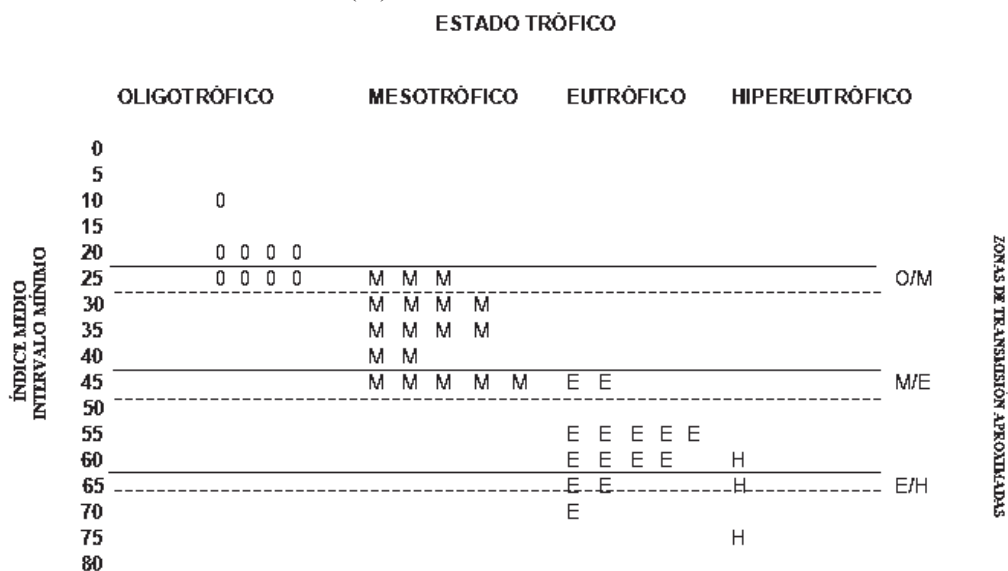 ESTADO TRÓFICO
OLIGOTRÓFICO MESOTRÓFICO EUTRÓFICO HIPEREUTRÓFICO
ÍNDICE MEDIO
INTERVALO MÍNIMO
0
5
10 0
15
20 0 0 0 0
25 0 0 0 0 M M M O/M
30 M M M M
35 M M M M
40 M M
45 M M M M M E E M/E
50
55 E E E E E
60 E E E E H
65 E E H E/H
70 E
75 H
80
ZONAS DE TRANSMISIÓN APROXIMADAS